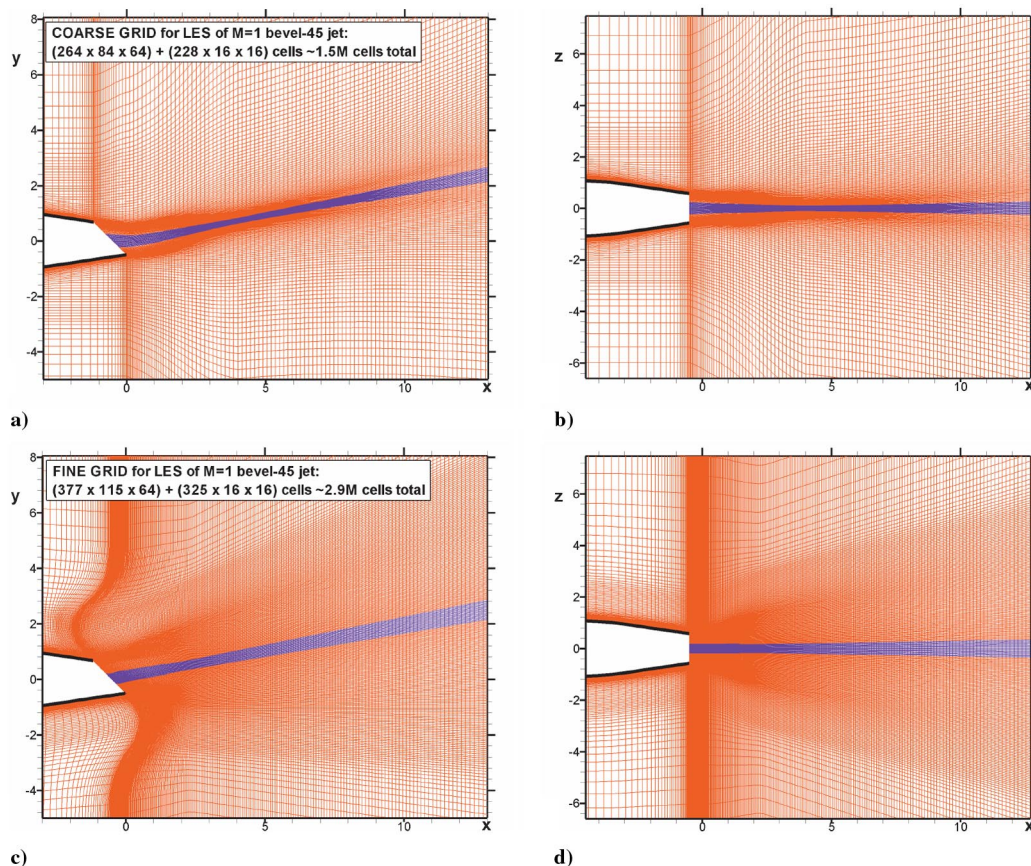 COARSE GRID for LES of M=1 bevel-45 jet:
(264 x 84 x 64) + (228 x 16 x 16) cells ~1.5M cells total
y
8
6
4
2
0
-2
-4
0
5
10
x
a)
z
6
4
2
0
-2
-4
-6
0
5
10
x
b)
FINE GRID for LES of M=1 bevel-45 jet:
(377 x 115 x 64) + (325 x 16 x 16) cells ~2.9M cells total
y
8
6
4
2
0
-2
-4
0
5
10
x
c)
z
6
4
2
0
-2
-4
-6
0
5
10
x
d)